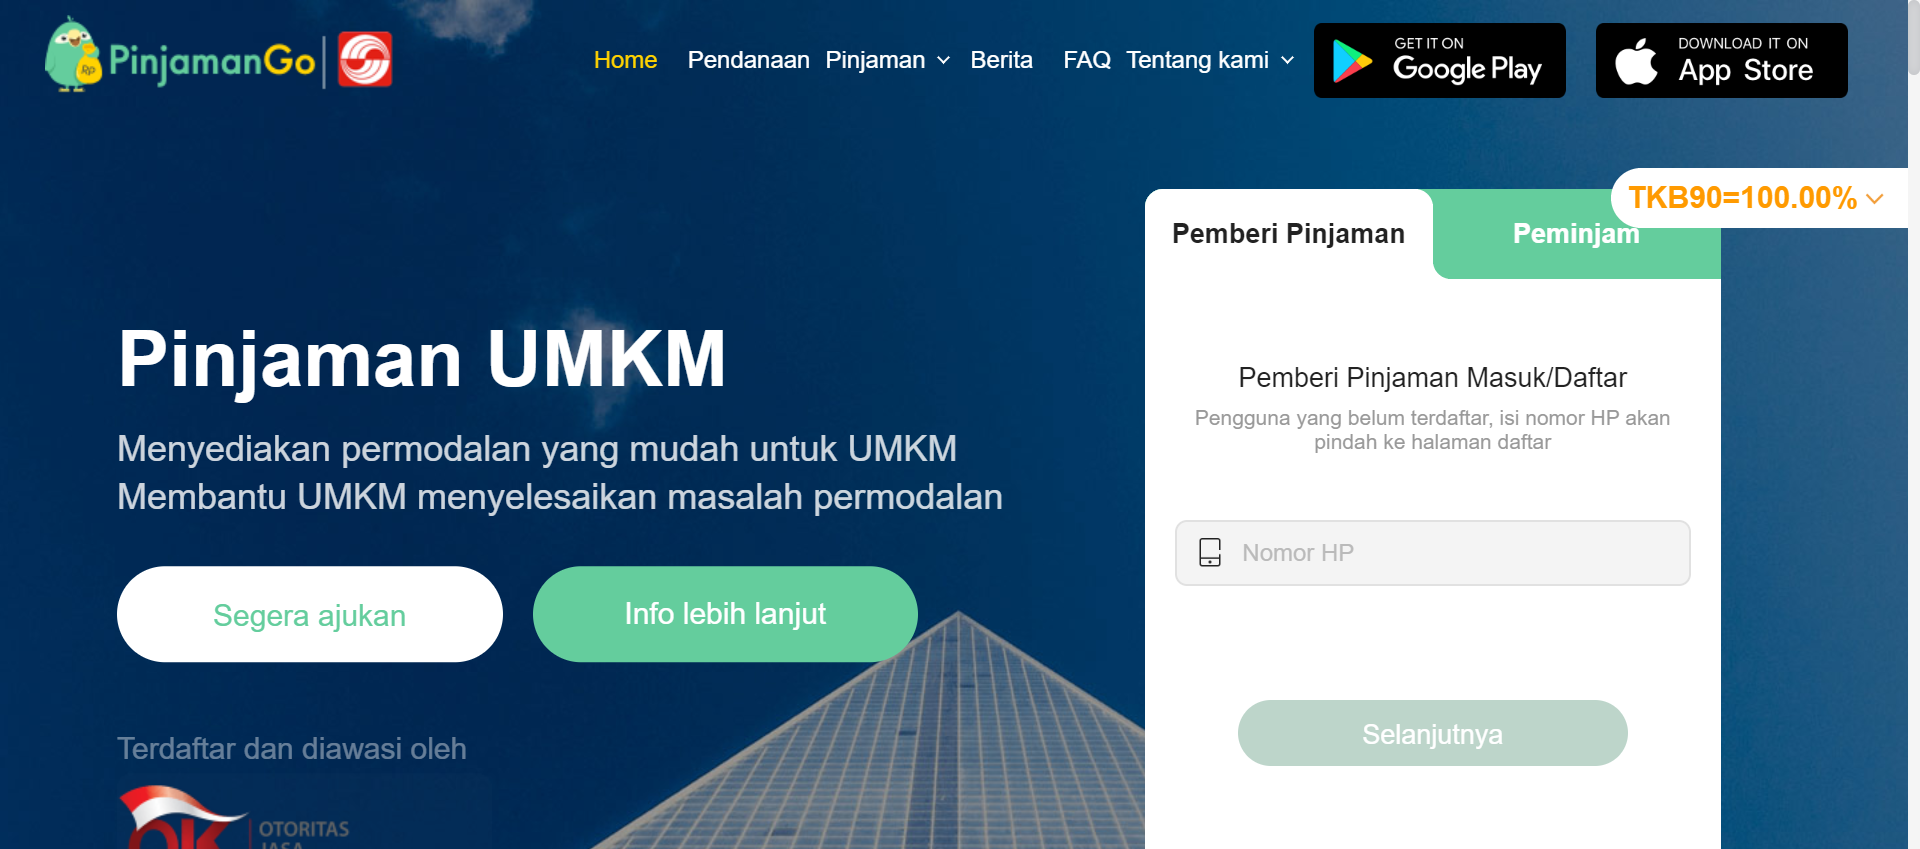 Rp
PinjamanGo
Home
Pendanaan
Pinjaman
Berita
FAQ
Tentang kami
GET IT ON
Google Play
DOWNLOAD IT ON
App Store
TKB90=100.00%
Pemberi Pinjaman
Peminjam
Pinjaman UMKM
Menyediakan permodalan yang mudah untuk UMKM
Membantu UMKM menyelesaikan masalah permodalan
Segera ajukan
Info lebih lanjut
Pemberi Pinjaman Masuk/Daftar
Pengguna yang belum terdaftar, isi nomor HP akan
pindah ke halaman daftar
Nomor HP
Selanjutnya
Terdaftar dan diawasi oleh
OJK
OTORITAS
JASA